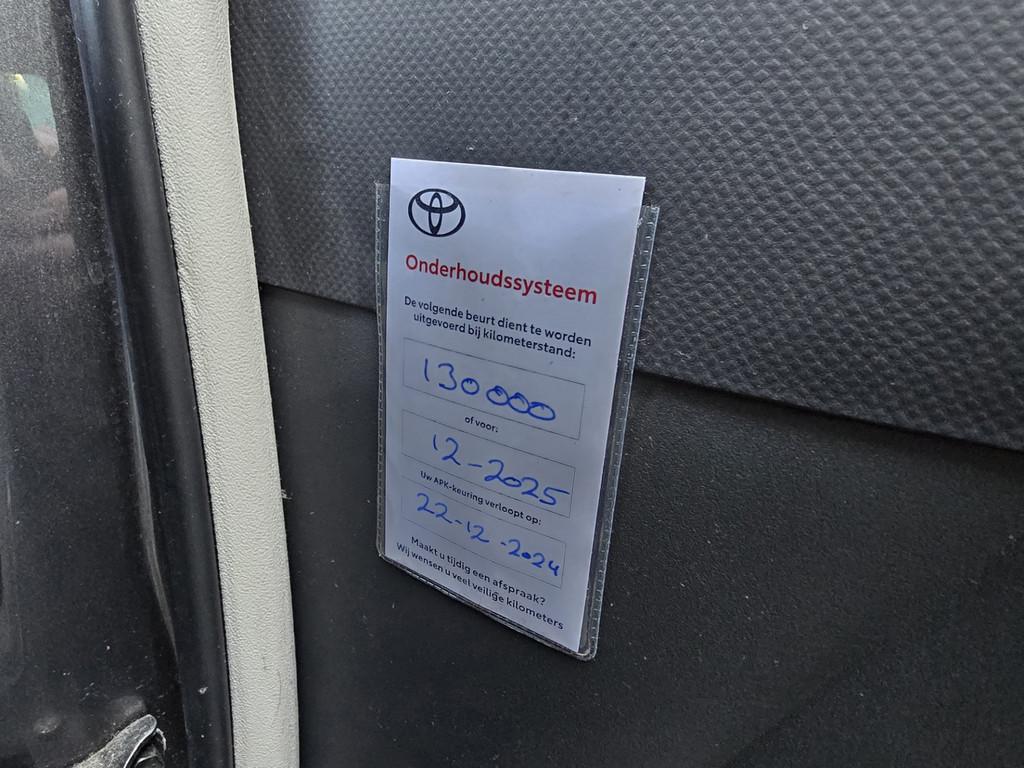 Onderhoudssysteem
De volgende beurt dient te worden
uitgevoerd bij kilometerstand:
130000
of voor:
12-2025
Uw APK-keuring verloopt op:
22-12-2024
Maakt u tijdig een afspraak?
Wij wensen u veel veilige kilometers